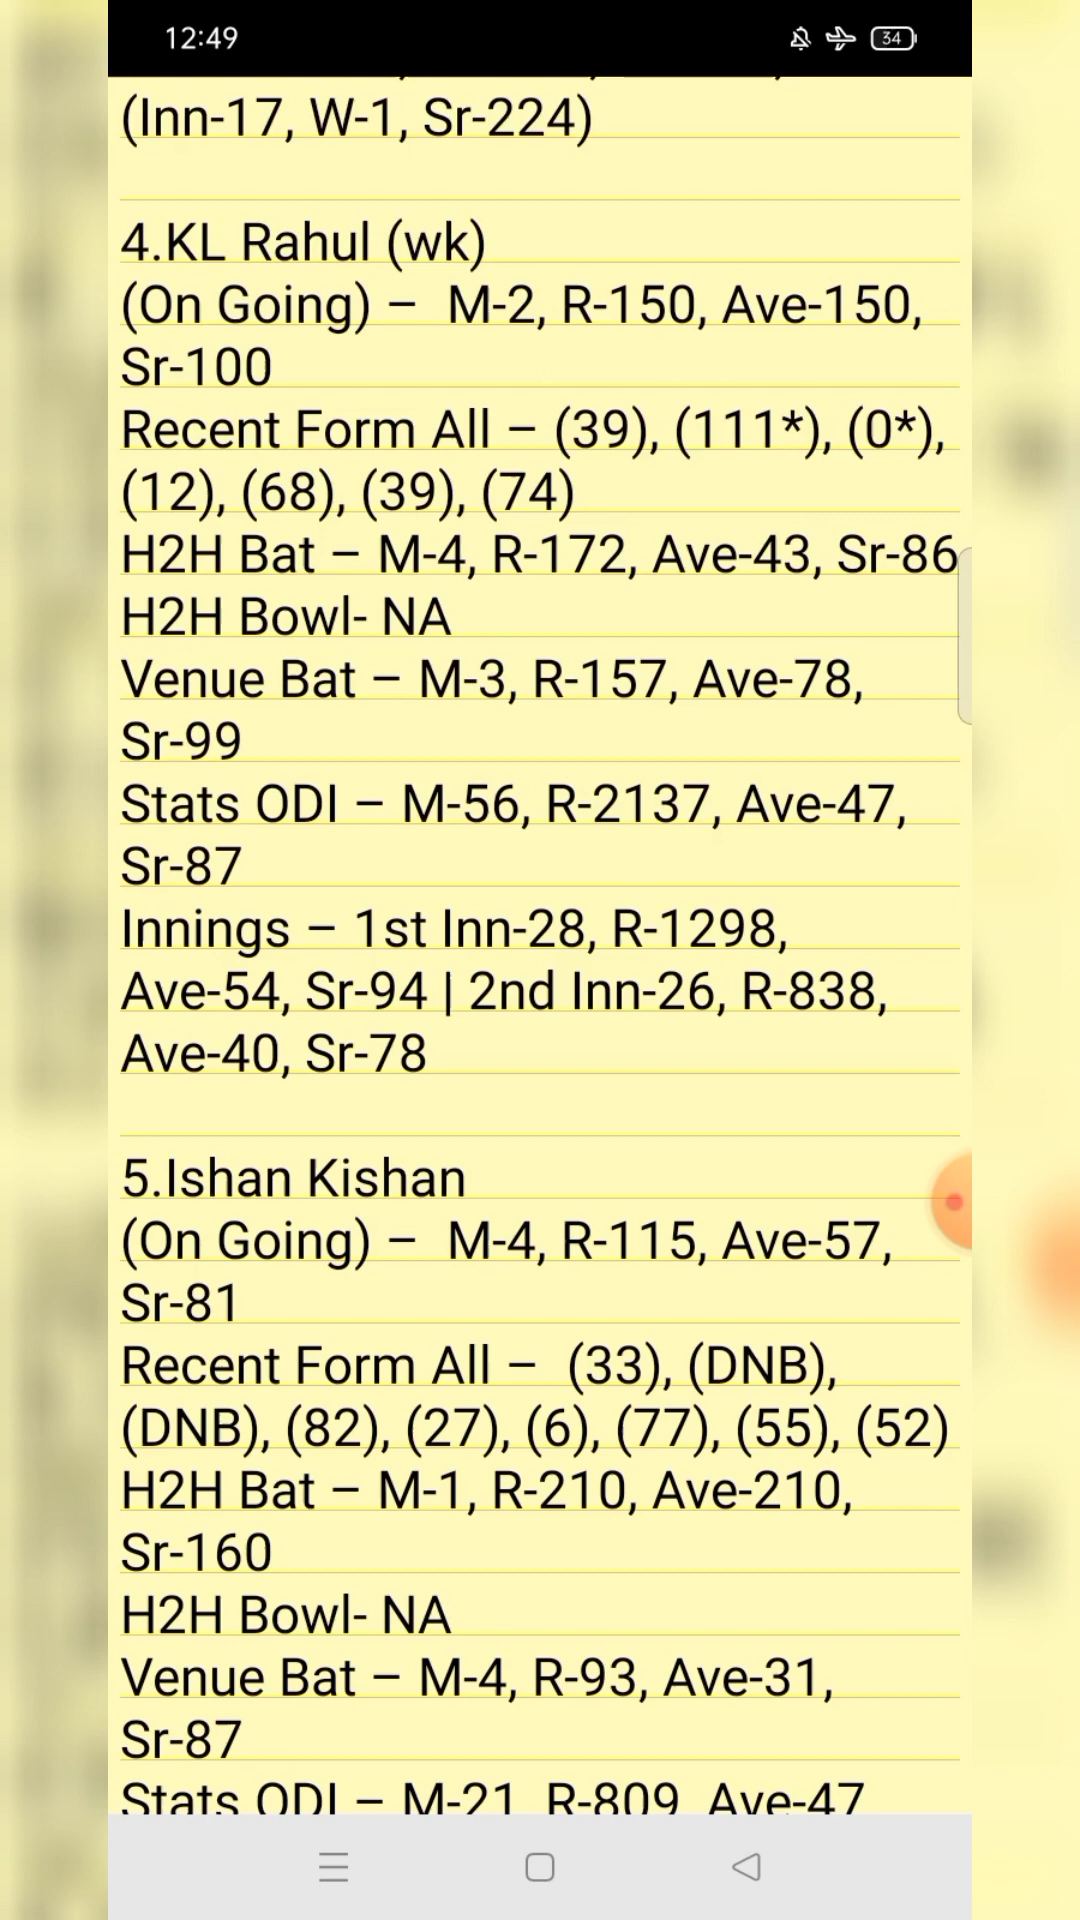 12:49
34
(Inn-17, W-1, Sr-224)
4.KL Rahul (wk)
(On Going) –  M-2, R-150, Ave-150,
Sr-100
Recent Form All – (39), (111*), (0*),
(12), (68), (39), (74)
H2H Bat – M-4, R-172, Ave-43, Sr-86
H2H Bowl- NA
Venue Bat – M-3, R-157, Ave-78,
Sr-99
Stats ODI – M-56, R-2137, Ave-47,
Sr-87
Innings – 1st Inn-28, R-1298,
Ave-54, Sr-94 | 2nd Inn-26, R-838,
Ave-40, Sr-78
5.Ishan Kishan
(On Going) –  M-4, R-115, Ave-57,
Sr-81
Recent Form All –  (33), (DNB),
(DNB), (82), (27), (6), (77), (55), (52)
H2H Bat – M-1, R-210, Ave-210,
Sr-160
H2H Bowl- NA
Venue Bat – M-4, R-93, Ave-31,
Sr-87
Stats ODI – M-21, R-809, Ave-47